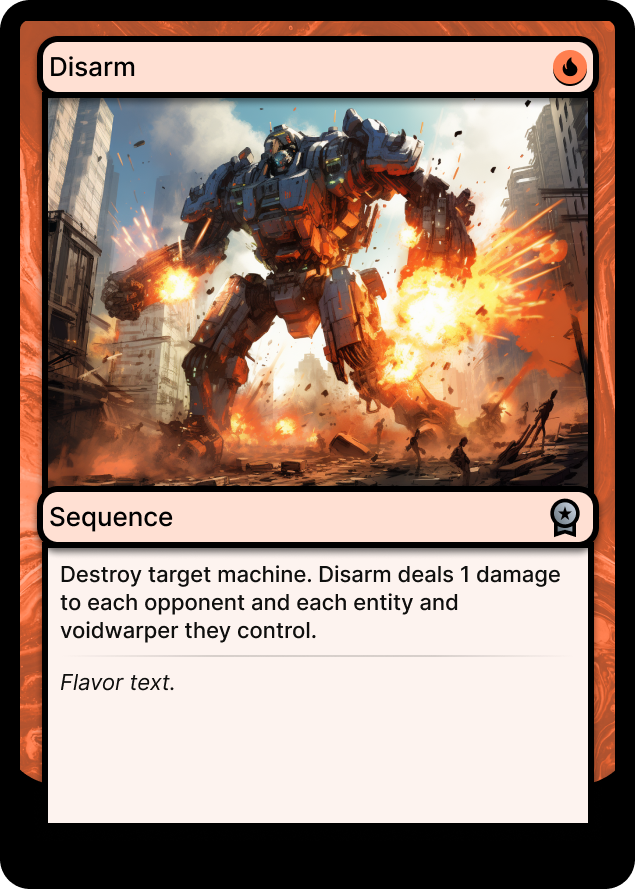 Disarm
Sequence
Destroy target machine. Disarm deals 1 damage
to each opponent and each entity and
voidwarper they control.
Flavor text.